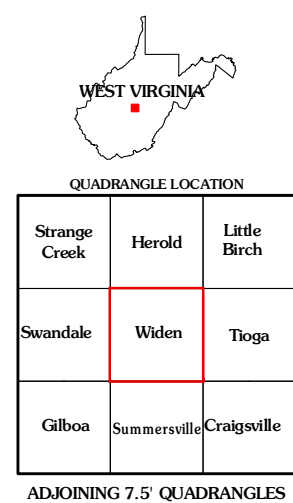 WEST VIRGINIA
QUADRANGLE LOCATION
Strange
Creek
Herold
Little
Birch
Swandale
Widen
Tioga
Gilboa
Summersville
Craigsville
ADJOINING 7.5' QUADRANGLES